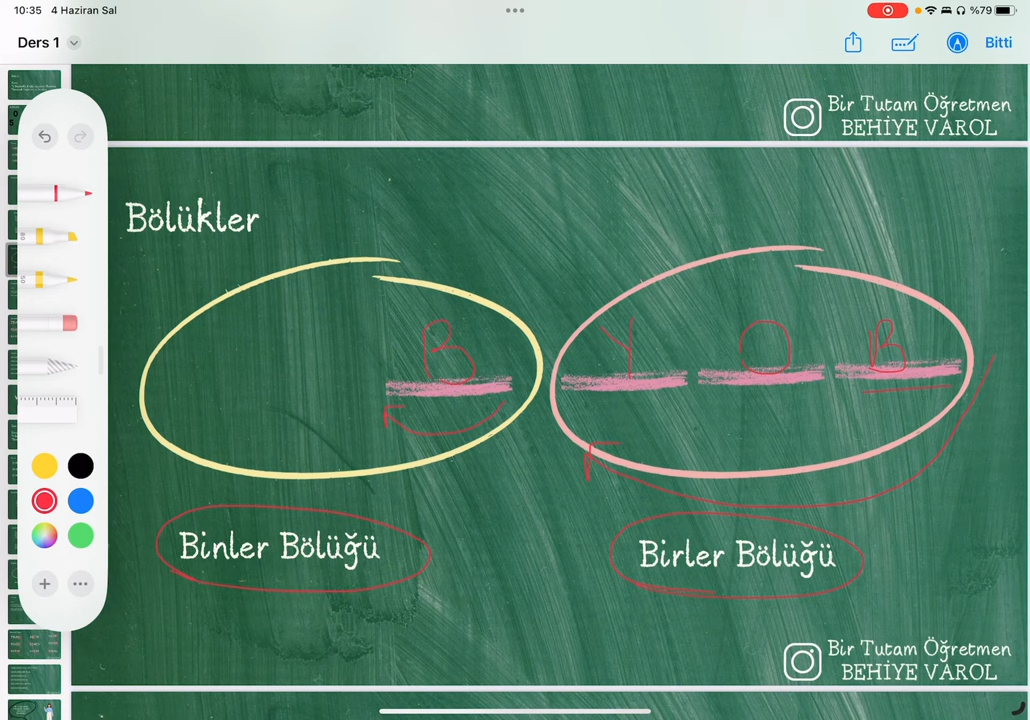 10:35 4 Haziran Sal
%79
Ders 1
Bitti
Bir Tutam Öğretmen
BEHİYE VAROL
Bölükler
B
Y O B
Binler Bölüğü
Birler Bölüğü
Bir Tutam Öğretmen
BEHİYE VAROL